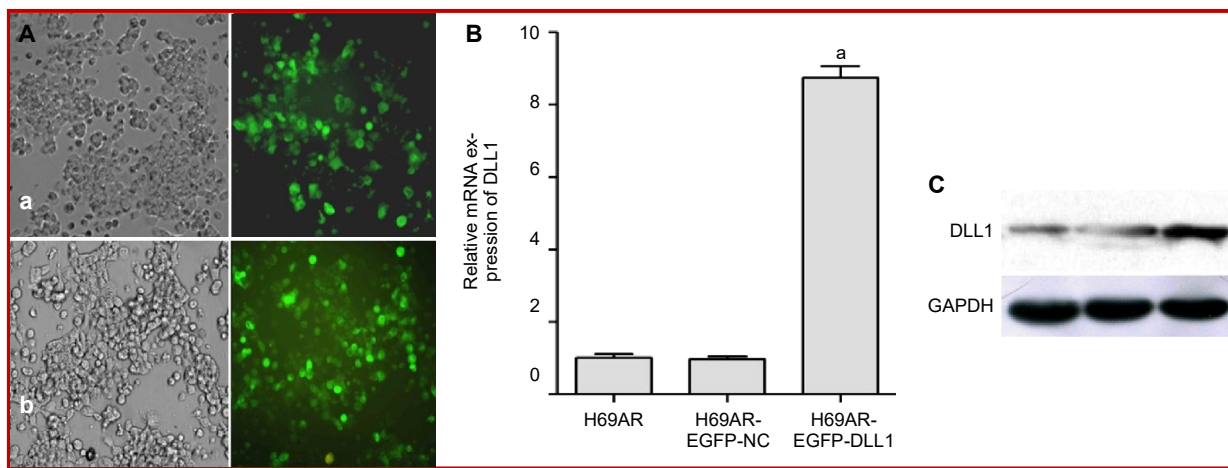 A
a
b
B
Relative mRNA ex-
pression of DLL1
10
8
6
4
2
0
a
H69AR
H69AR-
EGFP-NC
H69AR-
EGFP-DLL1
C
DLL1
GAPDH